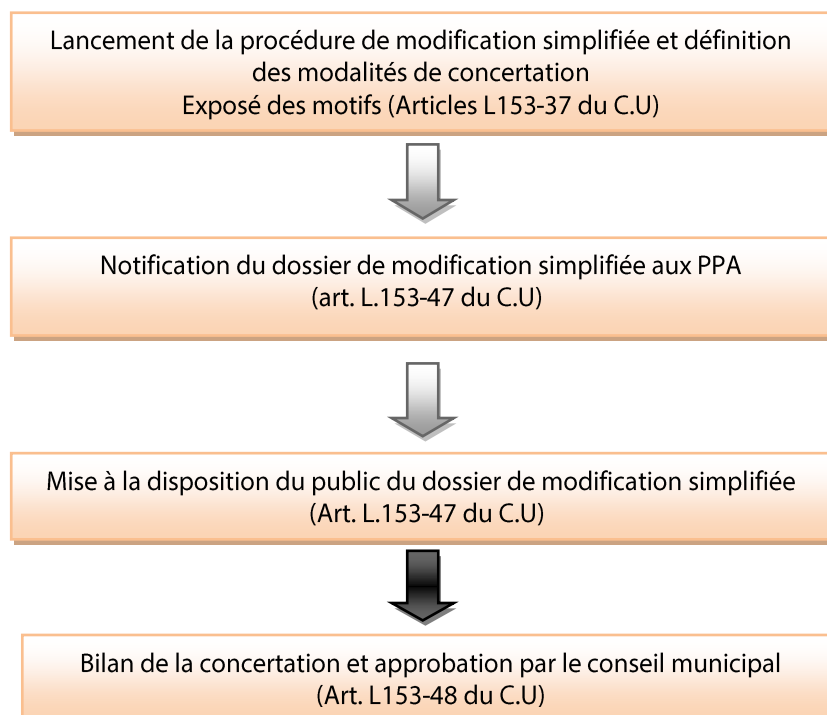 Lancement de la procédure de modification simplifiée et définition
des modalités de concertation
Exposé des motifs (Articles L153-37 du C.U)
Notification du dossier de modification simplifiée aux PPA
(art. L.153-47 du C.U)
Mise à la disposition du public du dossier de modification simplifiée
(Art. L.153-47 du C.U)
Bilan de la concertation et approbation par le conseil municipal
(Art. L153-48 du C.U)